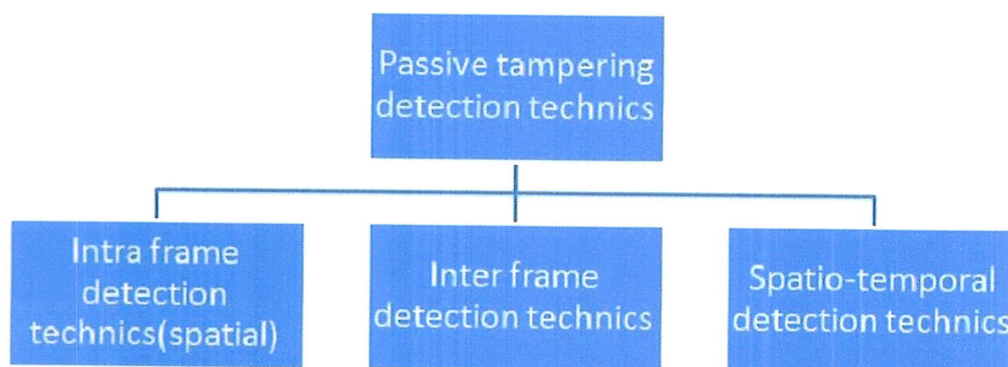 Passive tampering
detection technics
Intra frame
detection
technics(spatial)
Inter frame
detection technics
Spatio-temporal
detection technics